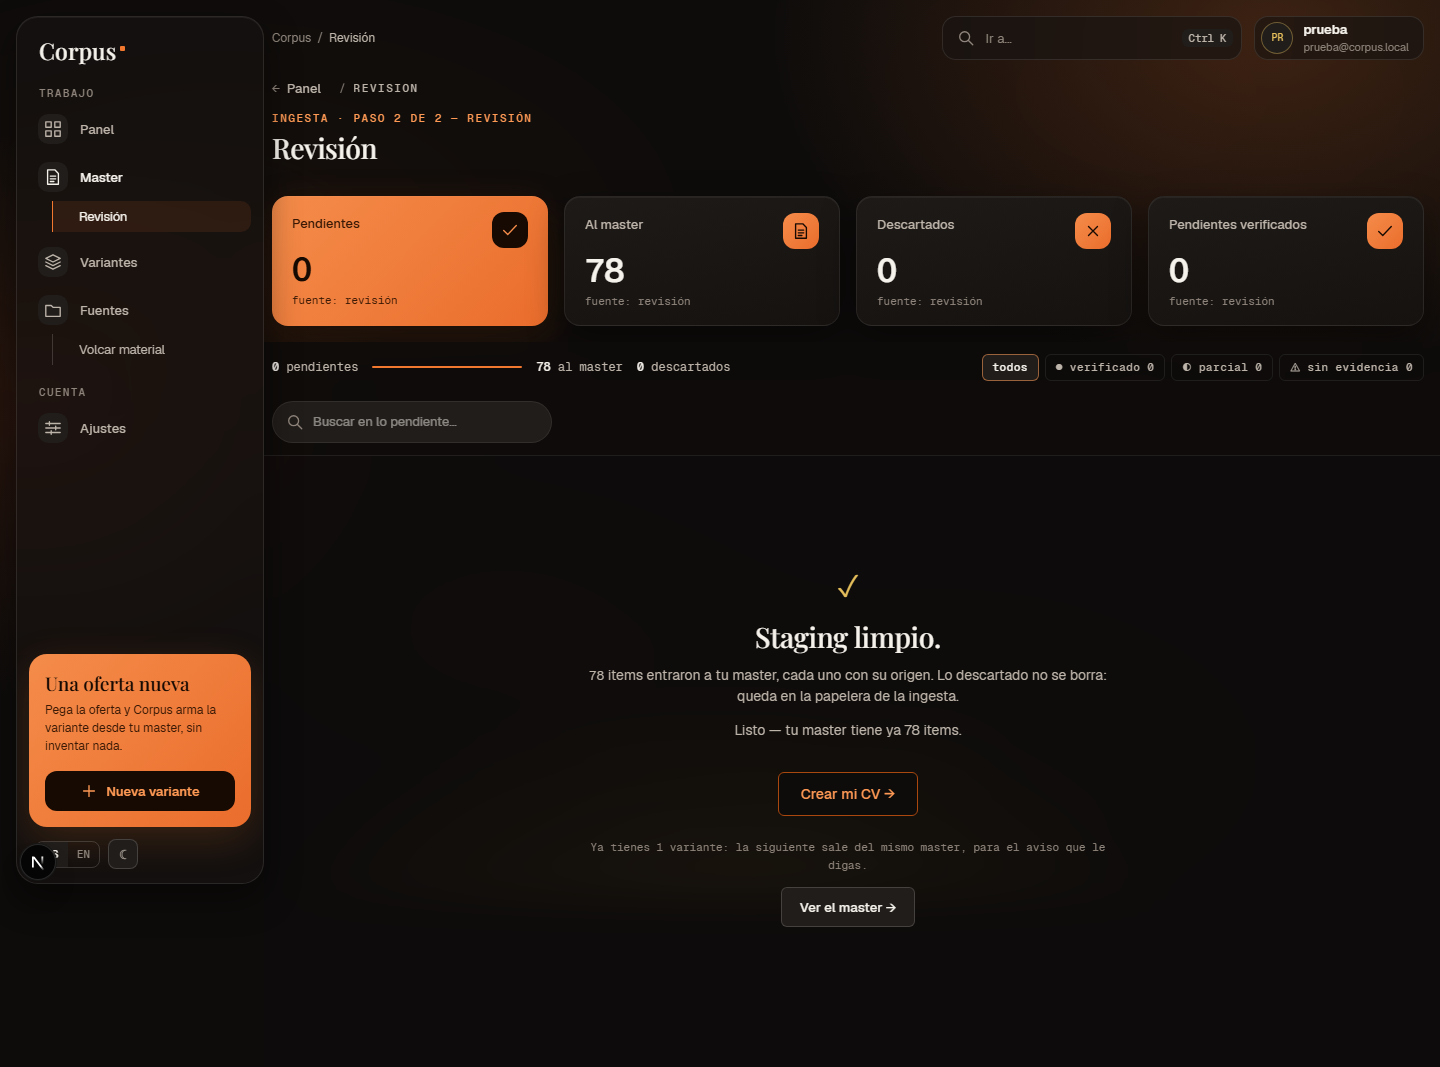 Corpus
TRABAJO
Panel
Master
Revisión
Variantes
Fuentes
Volcar material
CUENTA
Ajustes
Una oferta nueva
Pega la oferta y Corpus arma la
variante desde tu master, sin
inventar nada.
Nueva variante
EN
Corpus / Revisión
Ir a...
Ctrl K
PR
prueba
prueba@corpus.local
← Panel / REVISION
INGESTA · PASO 2 DE 2 — REVISIÓN
Revisión
Pendientes
0
fuente: revisión
Al master
78
fuente: revisión
Descartados
0
fuente: revisión
Pendientes verificados
0
fuente: revisión
0 pendientes
78 al master 0 descartados
todos
● verificado 0
◐ parcial 0
⚠ sin evidencia 0
Buscar en lo pendiente...
✓
Staging limpio.
78 items entraron a tu master, cada uno con su origen. Lo descartado no se borra:
queda en la papelera de la ingesta.
Listo — tu master tiene ya 78 items.
Crear mi CV →
Ya tienes 1 variante: la siguiente sale del mismo master, para el aviso que le
digas.
Ver el master →